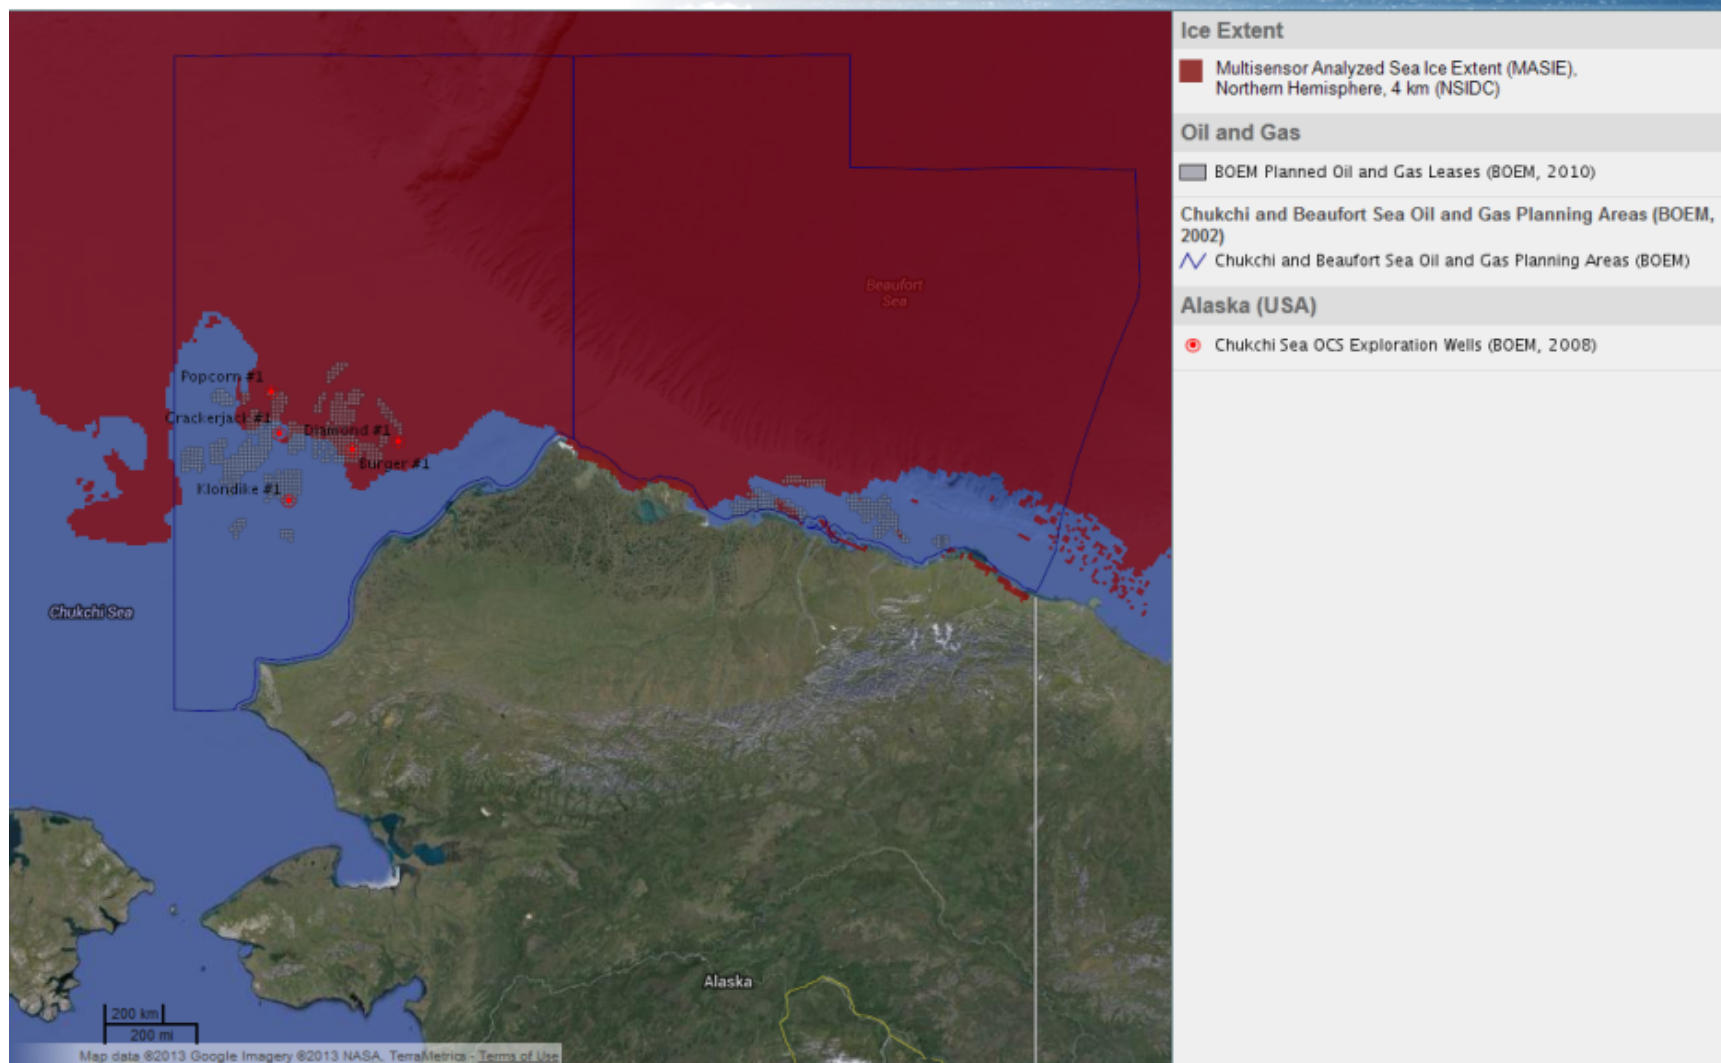 Ice Extent
Multisensor Analyzed Sea Ice Extent (MASIE),
Northern Hemisphere, 4 km (NSIDC)
Oil and Gas
BOEM Planned Oil and Gas Leases (BOEM, 2010)
Chukchi and Beaufort Sea Oil and Gas Planning Areas (BOEM,
2002)
Chukchi and Beaufort Sea Oil and Gas Planning Areas (BOEM)
Alaska (USA)
Chukchi Sea OCS Exploration Wells (BOEM, 2008)
Beaufort
Sea
Popcorn #1
Crackerjack #1
Diamond #1
Burger #1
Klondike #1
Chukchi Sea
Alaska
200 km
200 mi
Map data ©2013 Google Imagery ©2013 NASA, TerraMetrics - Terms of Use